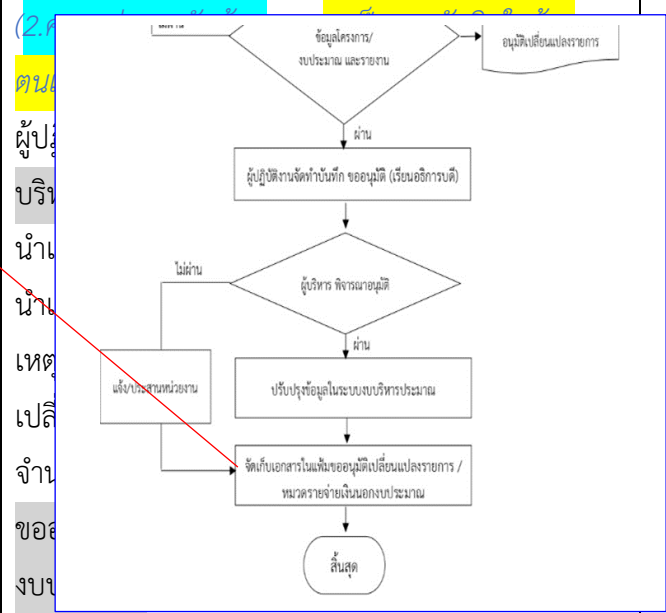 (2.ศ
ตน
ผู้ปฏิ
บริห
นำเ
นำเ
เหตุ
เปลี่
จำน
ขออ
งบป
ข้อมูลโครงการ/
งบประมาณ และรายงาน
อนุมัติเปลี่ยนแปลงรายการ
ผ่าน
ผู้ปฏิบัติงานจัดทำบันทึก ขออนุมัติ (เรียนอธิการบดี)
ไม่ผ่าน
ผู้บริหาร พิจารณาอนุมัติ
ผ่าน
แจ้ง/ประสานหน่วยงาน
ปรับปรุงข้อมูลในระบบงบบริหารประมาณ
จัดเก็บเอกสารในแฟ้มขออนุมัติเปลี่ยนแปลงรายการ /
หมวดรายจ่ายเงินนอกงบประมาณ
สิ้นสุด